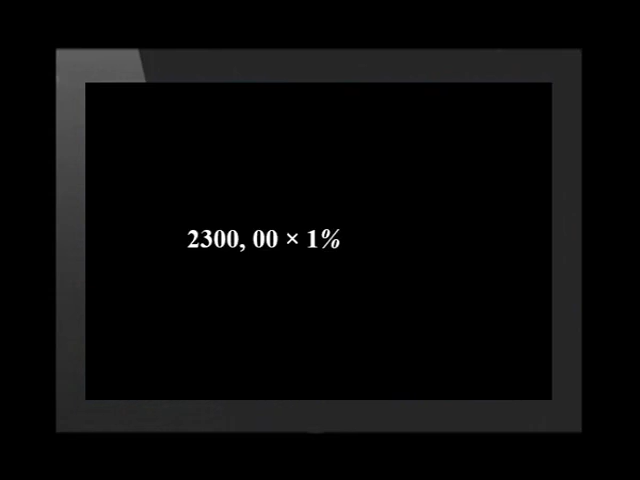 2300, 00 × 1%